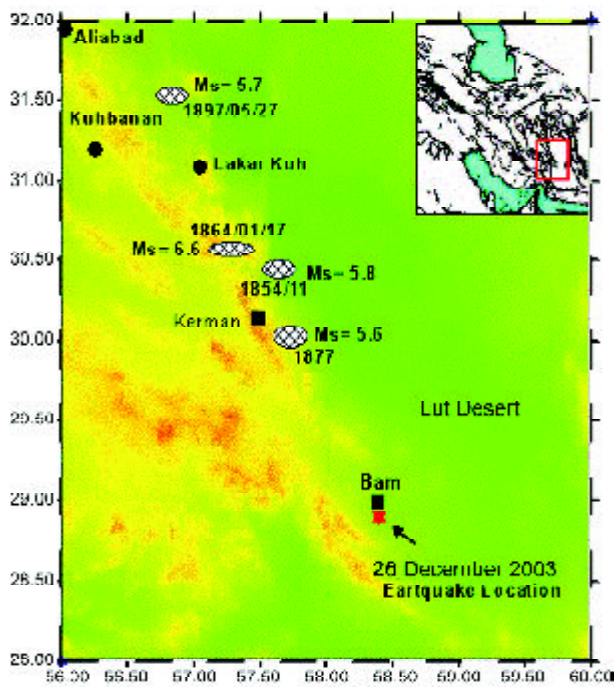 32.00
Aliabad
Ms= 5.7
31.50
1897/05/27
Kuhbanan
Lakar Kuh
31.00
1864/01/17
30.50
Ms= 6.6
Ms= 5.8
1854/11
Kerman
30.00
Ms= 5.6
1877
29.50
Lut Desert
Bam
29.00
26 December 2003
28.50
Eartquake Location
56.00 56.50 57.00 57.50 58.00 58.50 59.00 59.50 60.00